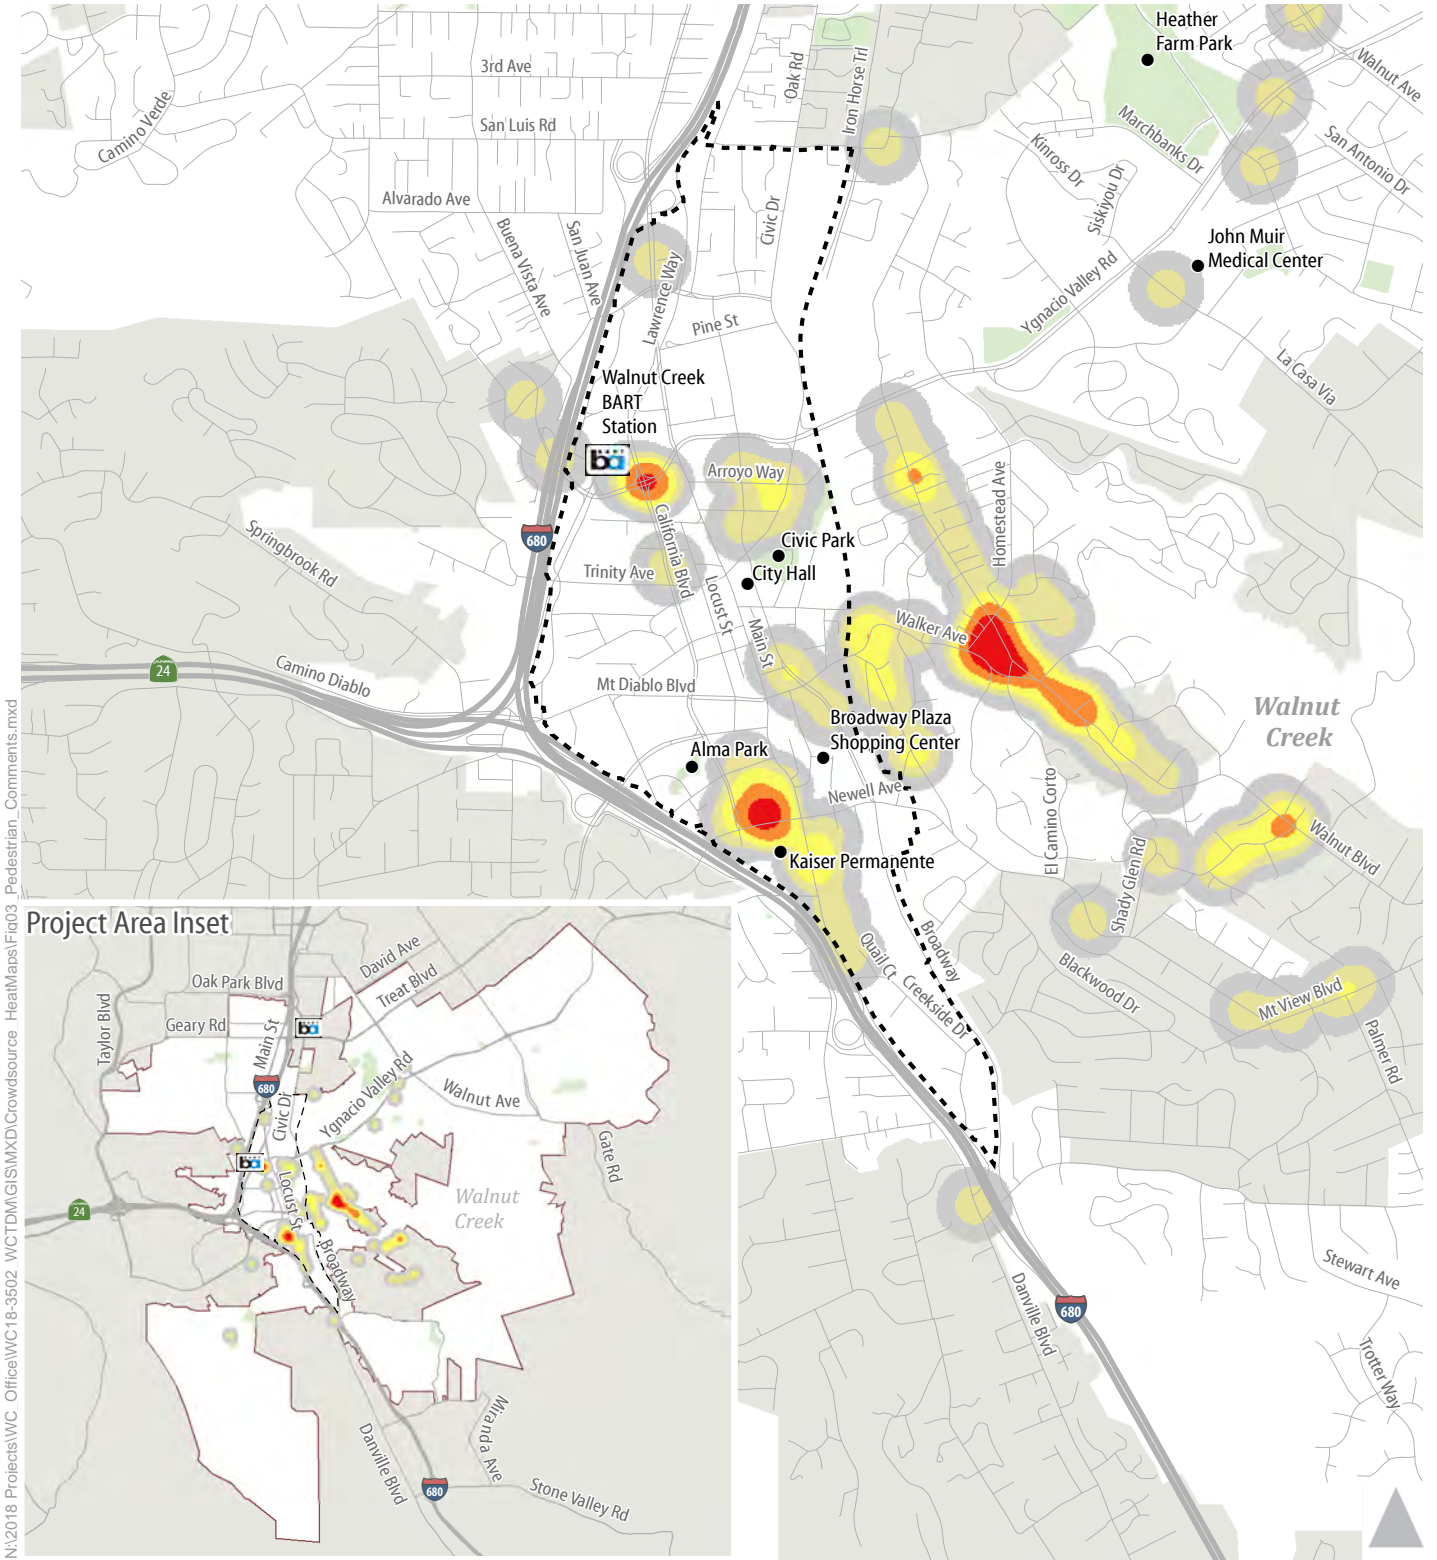 Heather
Farm Park
Walnut Ave
3rd Ave
Oak Rd
Iron Horse Trl
Camino Verde
San Luis Rd
Marchbanks Dr
San Antonio Dr
Kinross Dr
Siskiyou Dr
Alvarado Ave
Buena Vista Ave
San Juan Ave
Civic Dr
John Muir
Medical Center
Lawrence Way
Ygnacio Valley Rd
Pine St
La Casa Via
Walnut Creek
BART
Station
ba
Arroyo Way
Homestead Ave
California Blvd
680
Civic Park
Springbrook Rd
Trinity Ave
City Hall
Locust St
Main St
Walker Ave
CALIFORNIA
24
Camino Diablo
Mt Diablo Blvd
Walnut
Creek
Broadway Plaza
Shopping Center
Alma Park
Newell Ave
El Camino Corto
Walnut Blvd
Kaiser Permanente
Shady Glen Rd
Quail Ct
Broadway
Blackwood Dr
Creekside Dr
Mt View Blvd
Palmer Rd
Stewart Ave
Danville Blvd
680
Trotter Way
Project Area Inset
David Ave
Oak Park Blvd
Treat Blvd
Taylor Blvd
Geary Rd
Main St
ba
680
Civic Dr
Ygnacio Valley Rd
Walnut Ave
Gate Rd
ba
Locust St
Walnut
Creek
24
Broadway
Miranda Ave
Danville Blvd
680
Stone Valley Rd
N:\2018 Projects\WC_Office\WC18-3502_WCTDM\GIS\MXD\Crowdsource_HeatMaps\Fig03_Pedestrian_Comments.mxd